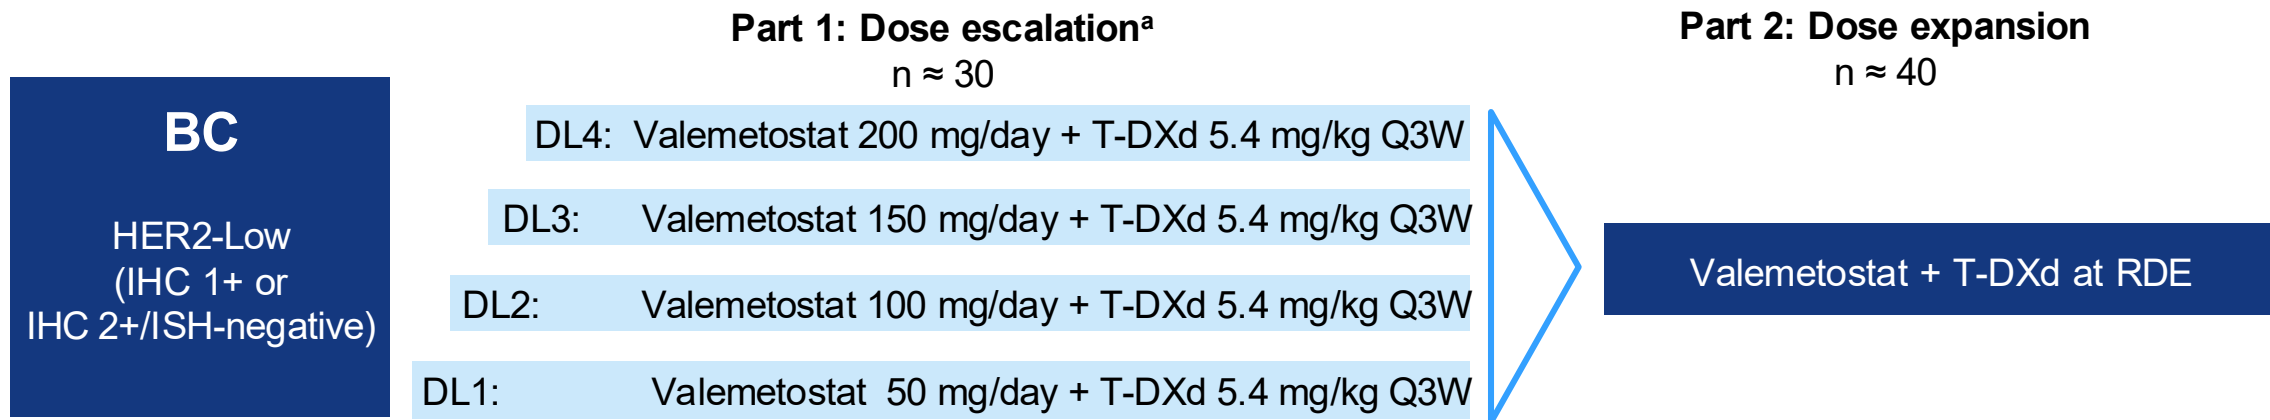 Part 1: Dose escalationᵃ
n ≈ 30
Part 2: Dose expansion
n ≈ 40
BC
HER2-Low
(IHC 1+ or
IHC 2+/ISH-negative)
DL4: Valemetostat 200 mg/day + T-DXd 5.4 mg/kg Q3W
DL3: Valemetostat 150 mg/day + T-DXd 5.4 mg/kg Q3W
DL2: Valemetostat 100 mg/day + T-DXd 5.4 mg/kg Q3W
DL1: Valemetostat 50 mg/day + T-DXd 5.4 mg/kg Q3W
Valemetostat + T-DXd at RDE